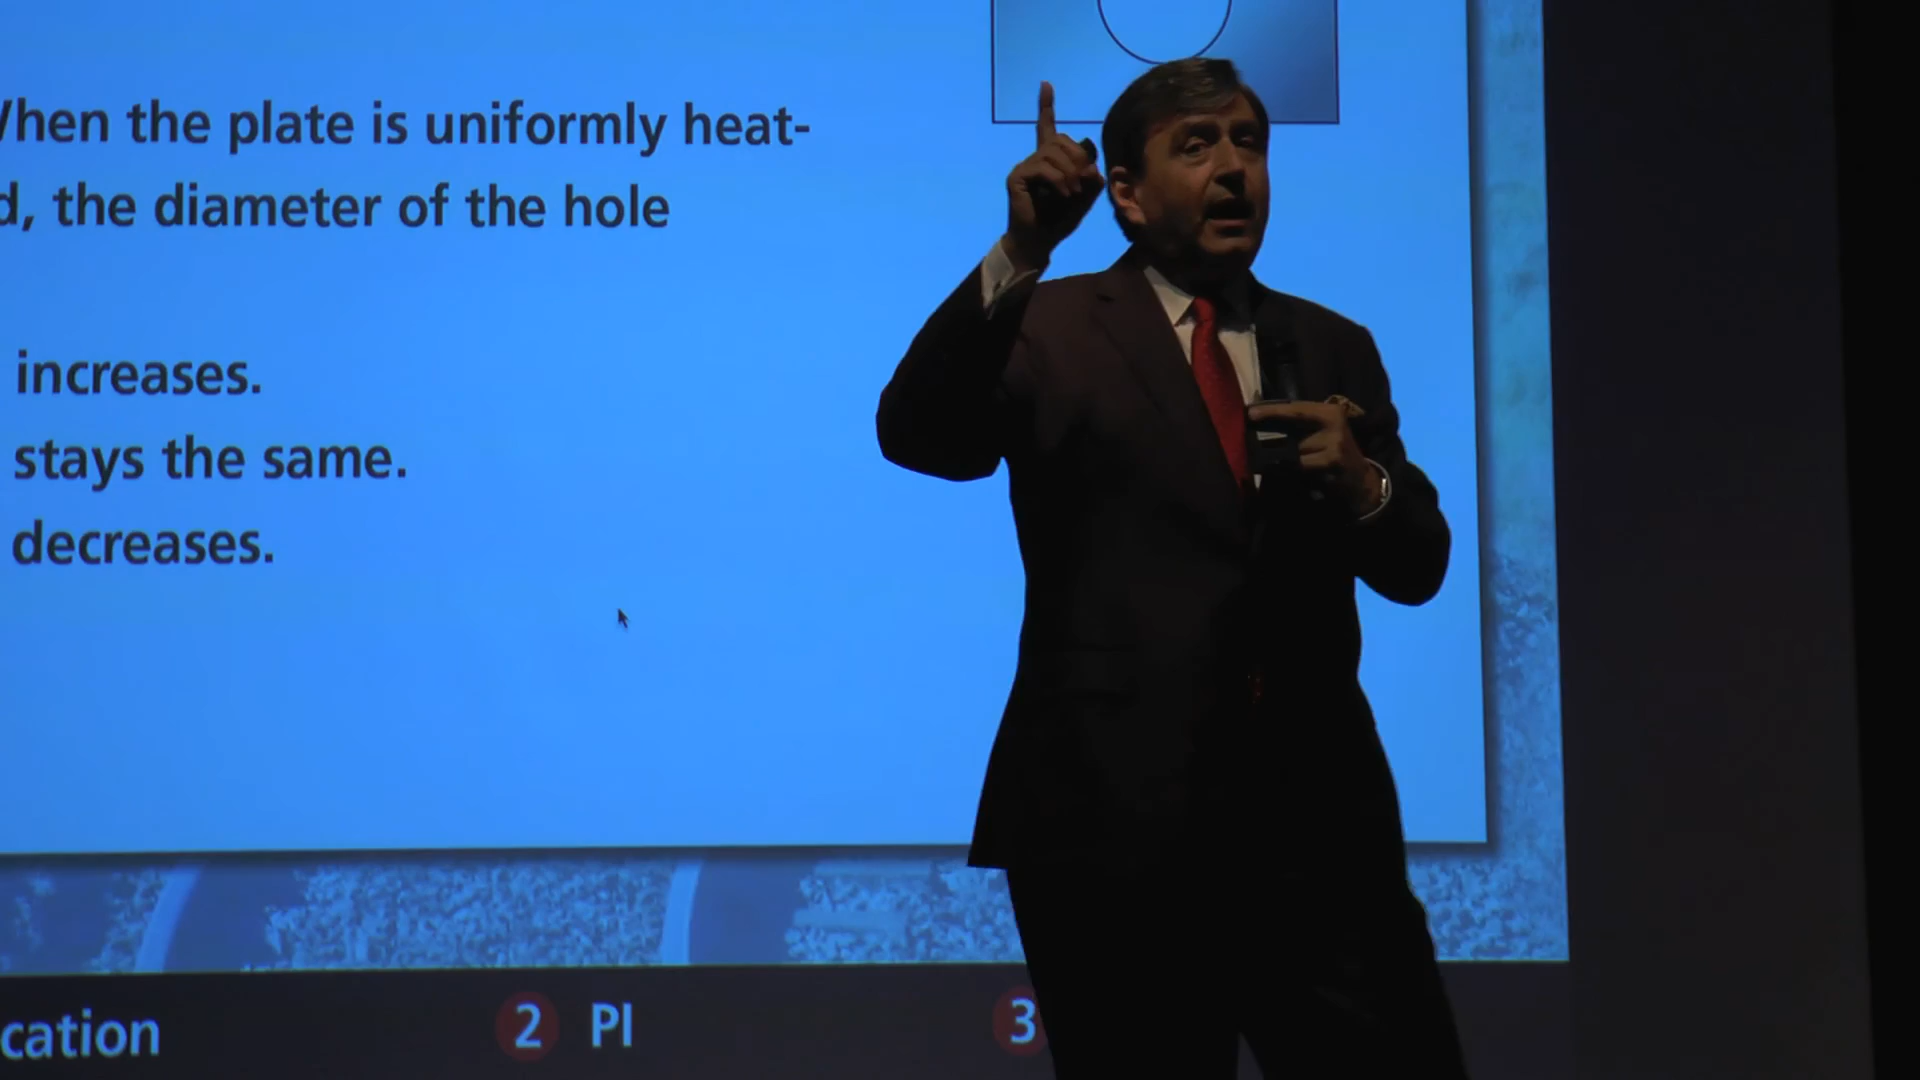 When the plate is uniformly heat-
d, the diameter of the hole
increases.
stays the same.
decreases.
cation
2 PI
3